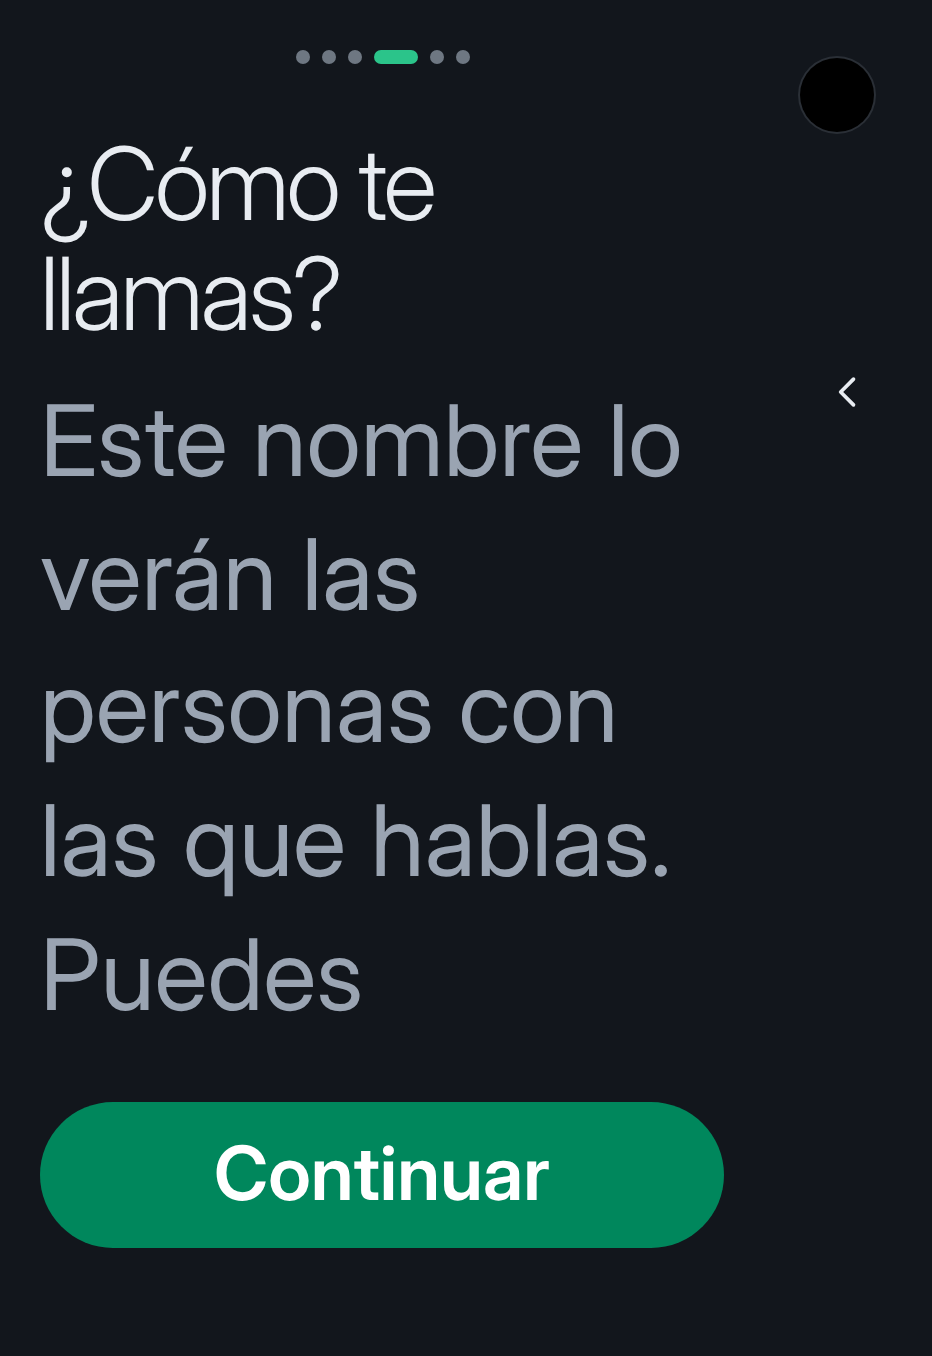 ¿Cómo te
llamas?
Este nombre lo
verán las
personas con
las que hablas.
Puedes
Continuar